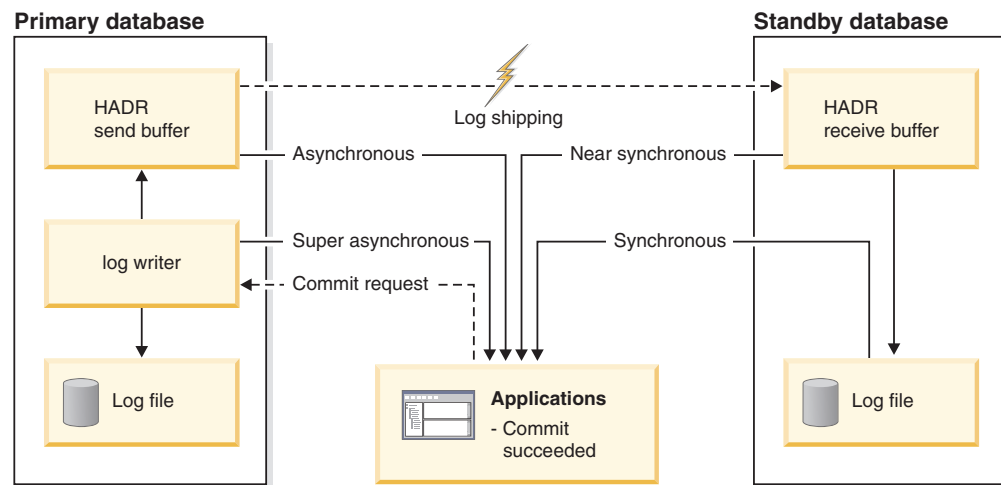 Primary database
Standby database
HADR
send buffer
Log shipping
HADR
receive buffer
Asynchronous
Near synchronous
log writer
Super asynchronous
Synchronous
Commit request
Log file
Applications
- Commit
succeeded
Log file